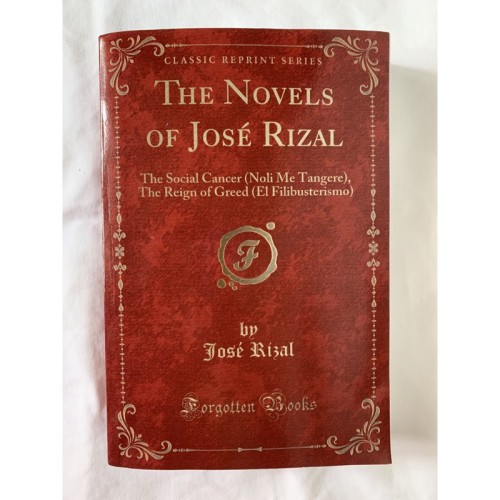 CLASSIC REPRINT SERIES
THE NOVELS
OF JOSÉ RIZAL
The Social Cancer (Noli Me Tangere),
The Reign of Greed (El Filibusterismo)
F
by
José Rizal
Forgotten Books